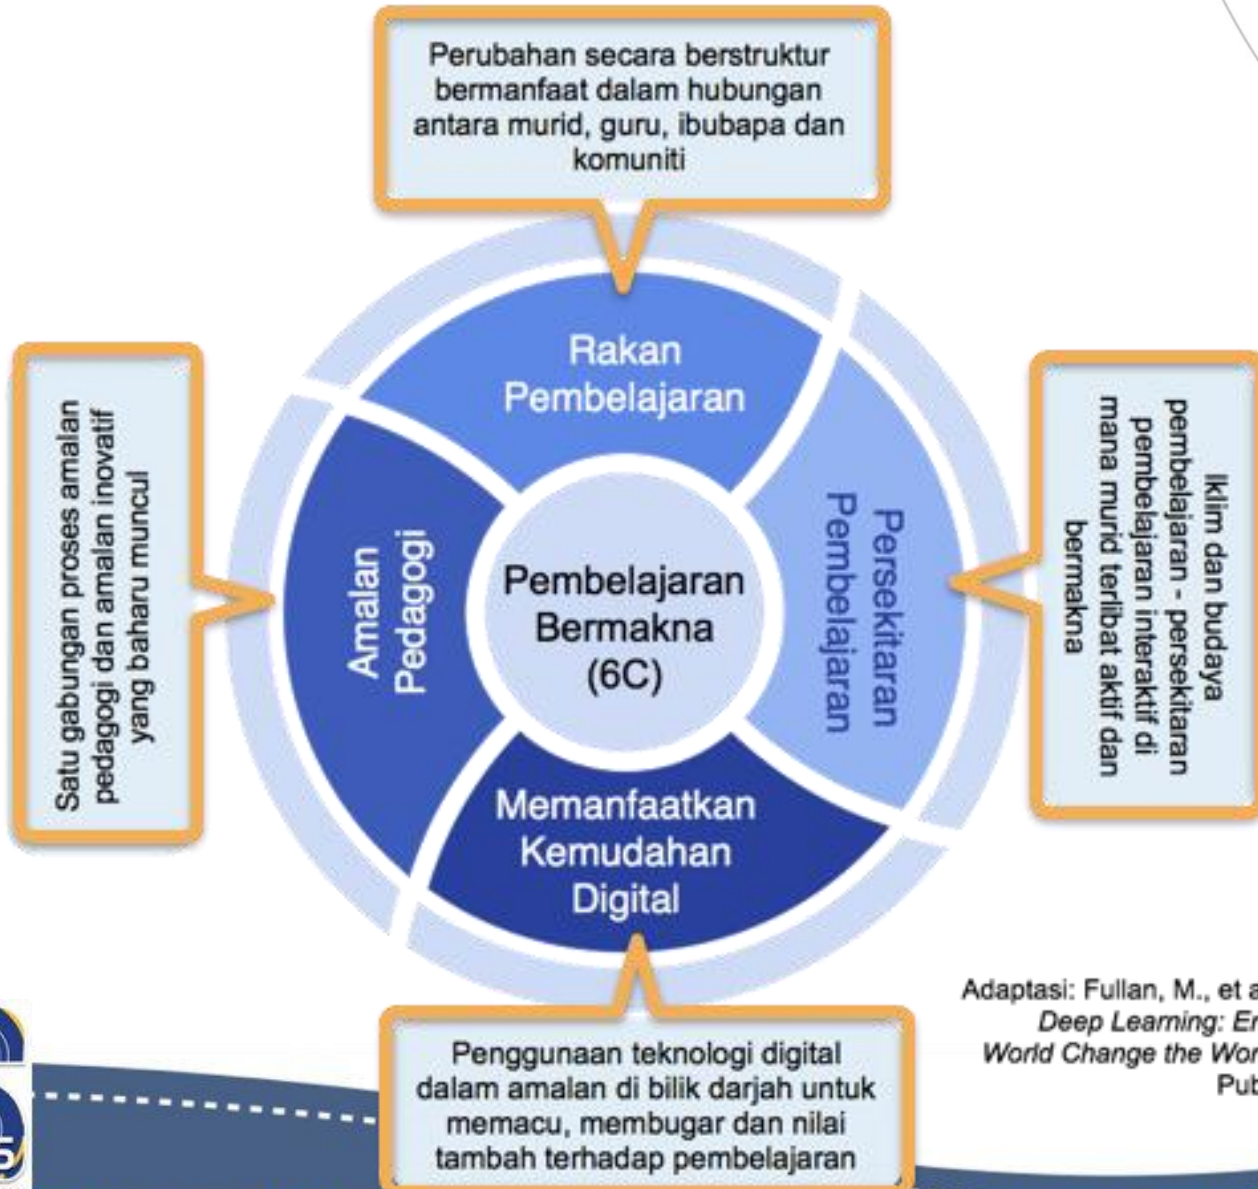 Perubahan secara berstruktur
bermanfaat dalam hubungan
antara murid, guru, ibubapa dan
komuniti
Rakan
Pembelajaran
Satu gabungan proses amalan
pedagogi dan amalan inovatif
yang baharu muncul
Amalan
Pedagogi
Pembelajaran
Bermakna
(6C)
Persekitaran
Pembelajaran
Iklim dan budaya
pembelajaran - persekitaran
pembelajaran interaktif di
mana murid terlibat aktif dan
bermakna
Memanfaatkan
Kemudahan
Digital
Penggunaan teknologi digital
dalam amalan di bilik darjah untuk
memacu, membugar dan nilai
tambah terhadap pembelajaran
Adaptasi: Fullan, M., et a
Deep Learning: En
World Change the Wor
Pub